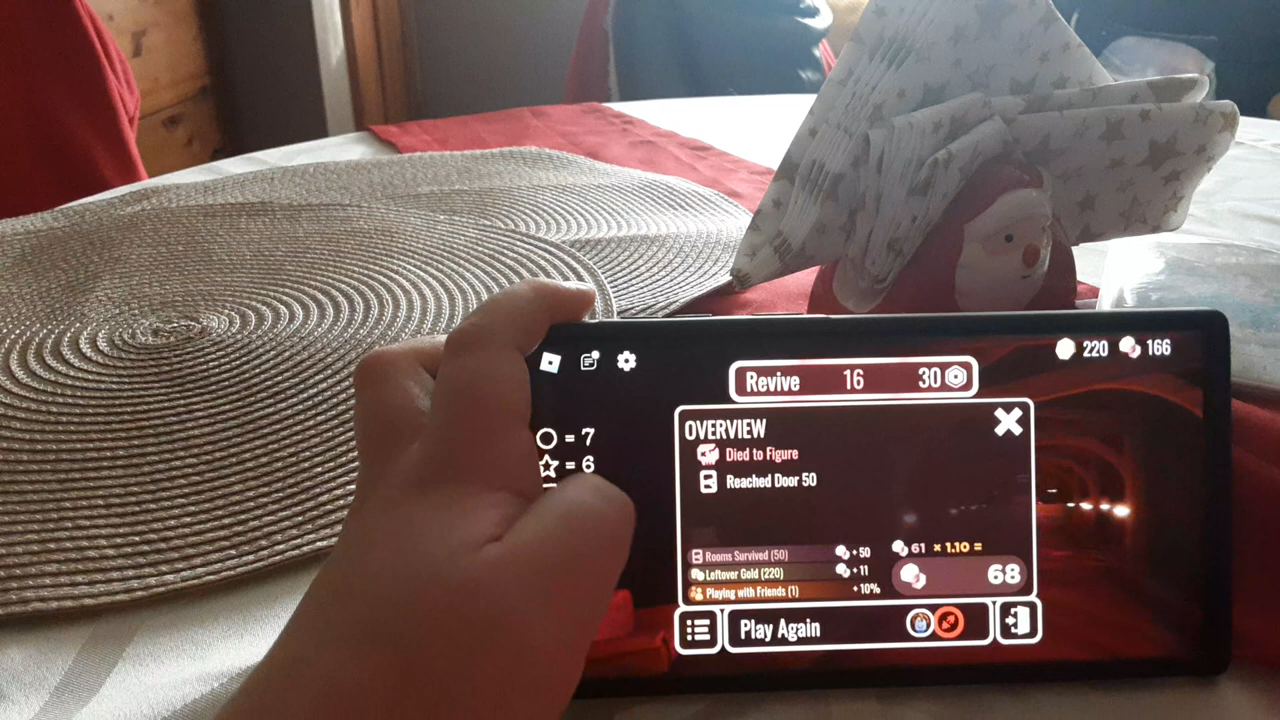 220 166
Revive 16 30
OVERVIEW
Died to Figure
Reached Door 50
= 7
= 6
Rooms Survived (50) +50
Leftover Gold (220) +11
Playing with Friends (1) +10%
61 × 1.10 =
68
Play Again